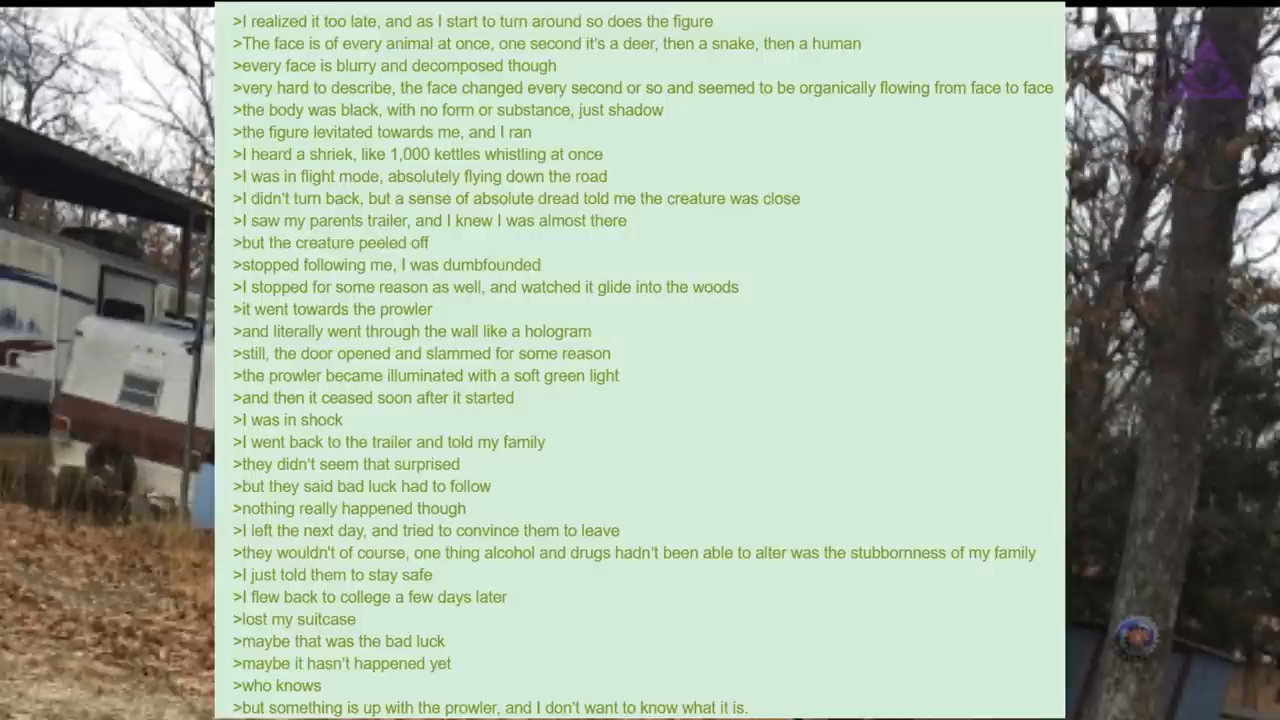 >I realized it too late, and as I start to turn around so does the figure
>The face is of every animal at once, one second it's a deer, then a snake, then a human
>every face is blurry and decomposed though
>very hard to describe, the face changed every second or so and seemed to be organically flowing from face to face
>the body was black, with no form or substance, just shadow
>the figure levitated towards me, and I ran
>I heard a shriek, like 1,000 kettles whistling at once
>I was in flight mode, absolutely flying down the road
>I didn't turn back, but a sense of absolute dread told me the creature was close
>I saw my parents trailer, and I knew I was almost there
>but the creature peeled off
>stopped following me, I was dumbfounded
>I stopped for some reason as well, and watched it glide into the woods
>it went towards the prowler
>and literally went through the wall like a hologram
>still, the door opened and slammed for some reason
>the prowler became illuminated with a soft green light
>and then it ceased soon after it started
>I was in shock
>I went back to the trailer and told my family
>they didn't seem that surprised
>but they said bad luck had to follow
>nothing really happened though
>I left the next day, and tried to convince them to leave
>they wouldn't of course, one thing alcohol and drugs hadn't been able to alter was the stubbornness of my family
>I just told them to stay safe
>I flew back to college a few days later
>lost my suitcase
>maybe that was the bad luck
>maybe it hasn't happened yet
>who knows
>but something is up with the prowler, and I don't want to know what it is.